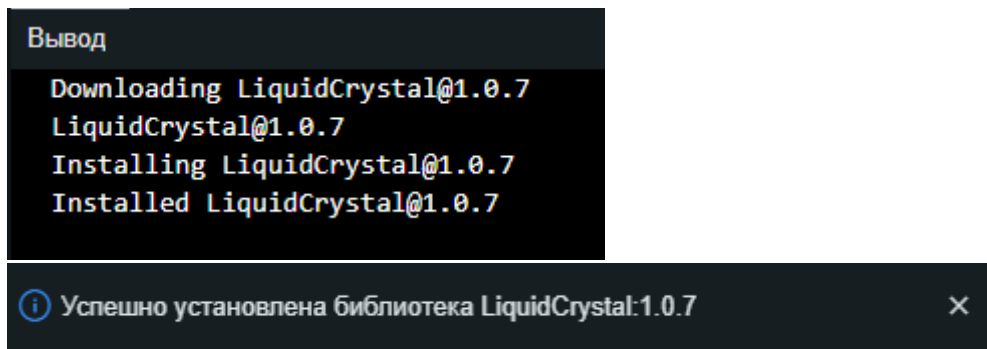 Вывод
Downloading LiquidCrystal@1.0.7
LiquidCrystal@1.0.7
Installing LiquidCrystal@1.0.7
Installed LiquidCrystal@1.0.7
Успешно установлена библиотека LiquidCrystal:1.0.7